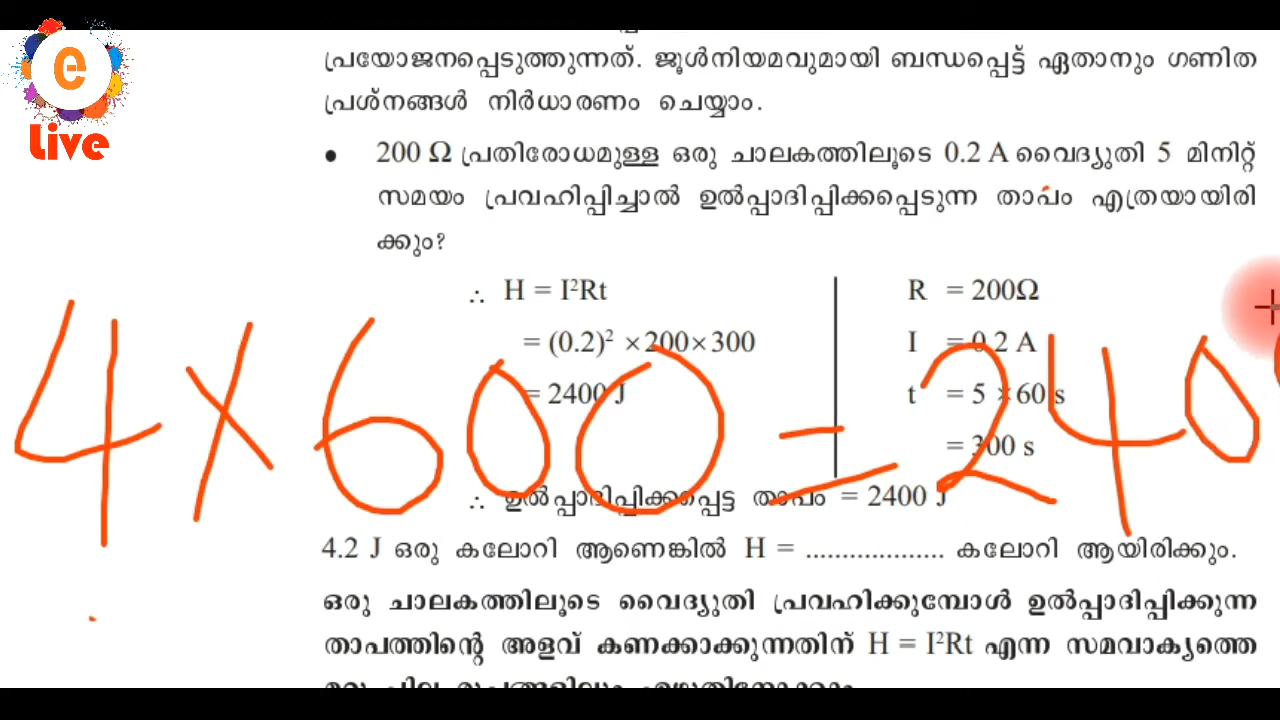 e
Live
പ്രയോജനപ്പെടുത്തുന്നത്. ജൂൾനിയമവുമായി ബന്ധപ്പെട്ട് ഏതാനും ഗണിത
പ്രശ്നങ്ങൾ നിർധാരണം ചെയ്യാം.
• 200 Ω പ്രതിരോധമുള്ള ഒരു ചാലകത്തിലൂടെ 0.2 A വൈദ്യുതി 5 മിനിറ്റ്
സമയം പ്രവഹിപ്പിച്ചാൽ ഉൽപ്പാദിപ്പിക്കപ്പെടുന്ന താപം എത്രയായിരി
ക്കും?
∴ H = I²Rt
= (0.2)² ×200×300
= 2400 J
R = 200Ω
I = 0.2 A
t = 5 × 60 s
= 300 s
4 × 600 = 240
∴ ഉൽപ്പാദിപ്പിക്കപ്പെട്ട താപം = 2400 J
4.2 J ഒരു കലോറി ആണെങ്കിൽ H = .................... കലോറി ആയിരിക്കും.
ഒരു ചാലകത്തിലൂടെ വൈദ്യുതി പ്രവഹിക്കുമ്പോൾ ഉൽപ്പാദിപ്പിക്കുന്ന
താപത്തിന്റെ അളവ് കണക്കാക്കുന്നതിന് H = I²Rt എന്ന സമവാക്യത്തെ